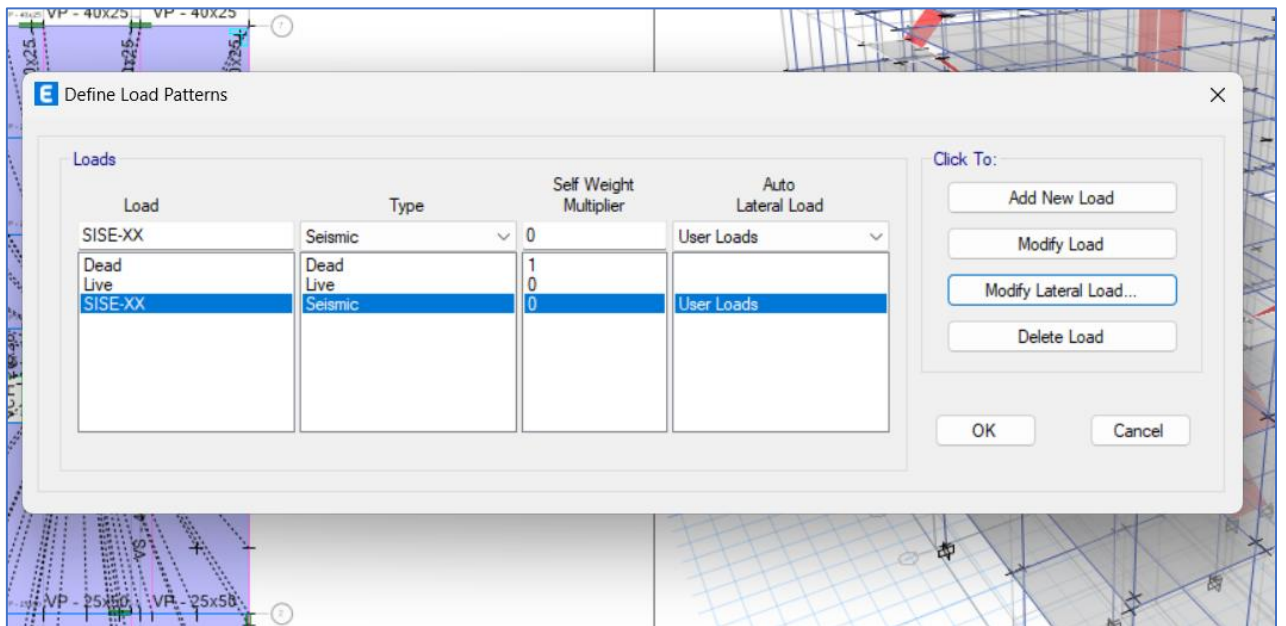 VP - 40x25 VP - 40x25
E Define Load Patterns
Loads
Click To:
Load
Type
Self Weight
Multiplier
Auto
Lateral Load
Add New Load
SISE-XX Seismic 0 User Loads
Modify Load
Dead Dead 1
Live Live 0
SISE-XX Seismic 0 User Loads
Modify Lateral Load...
Delete Load
OK Cancel
SA
VP - 25x50 VP - 25x50